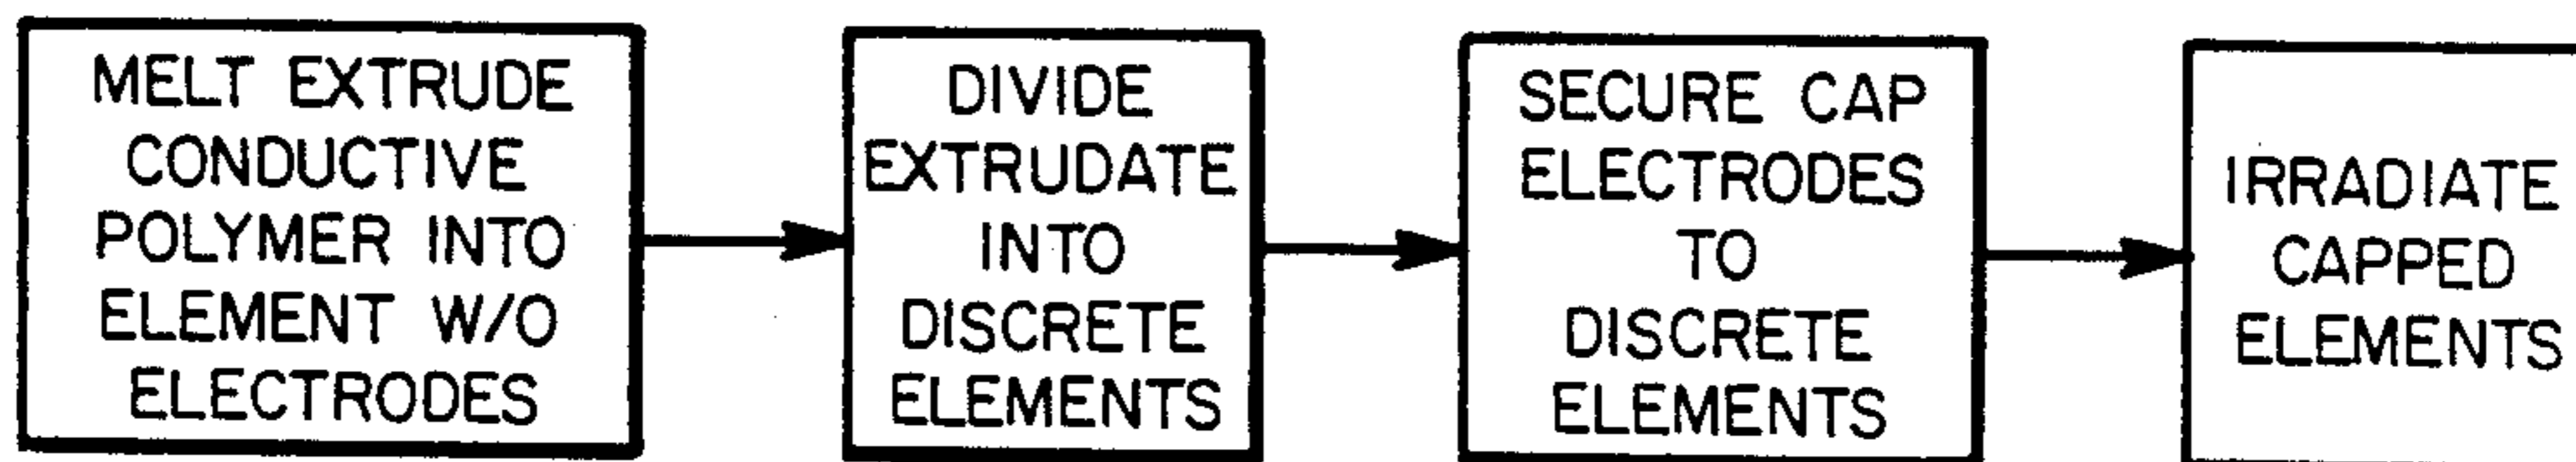 MELT EXTRUDE
CONDUCTIVE
POLYMER INTO
ELEMENT W/O
ELECTRODES
DIVIDE
EXTRUDATE
INTO
DISCRETE
ELEMENTS
SECURE CAP
ELECTRODES
TO
DISCRETE
ELEMENTS
IRRADIATE
CAPPED
ELEMENTS